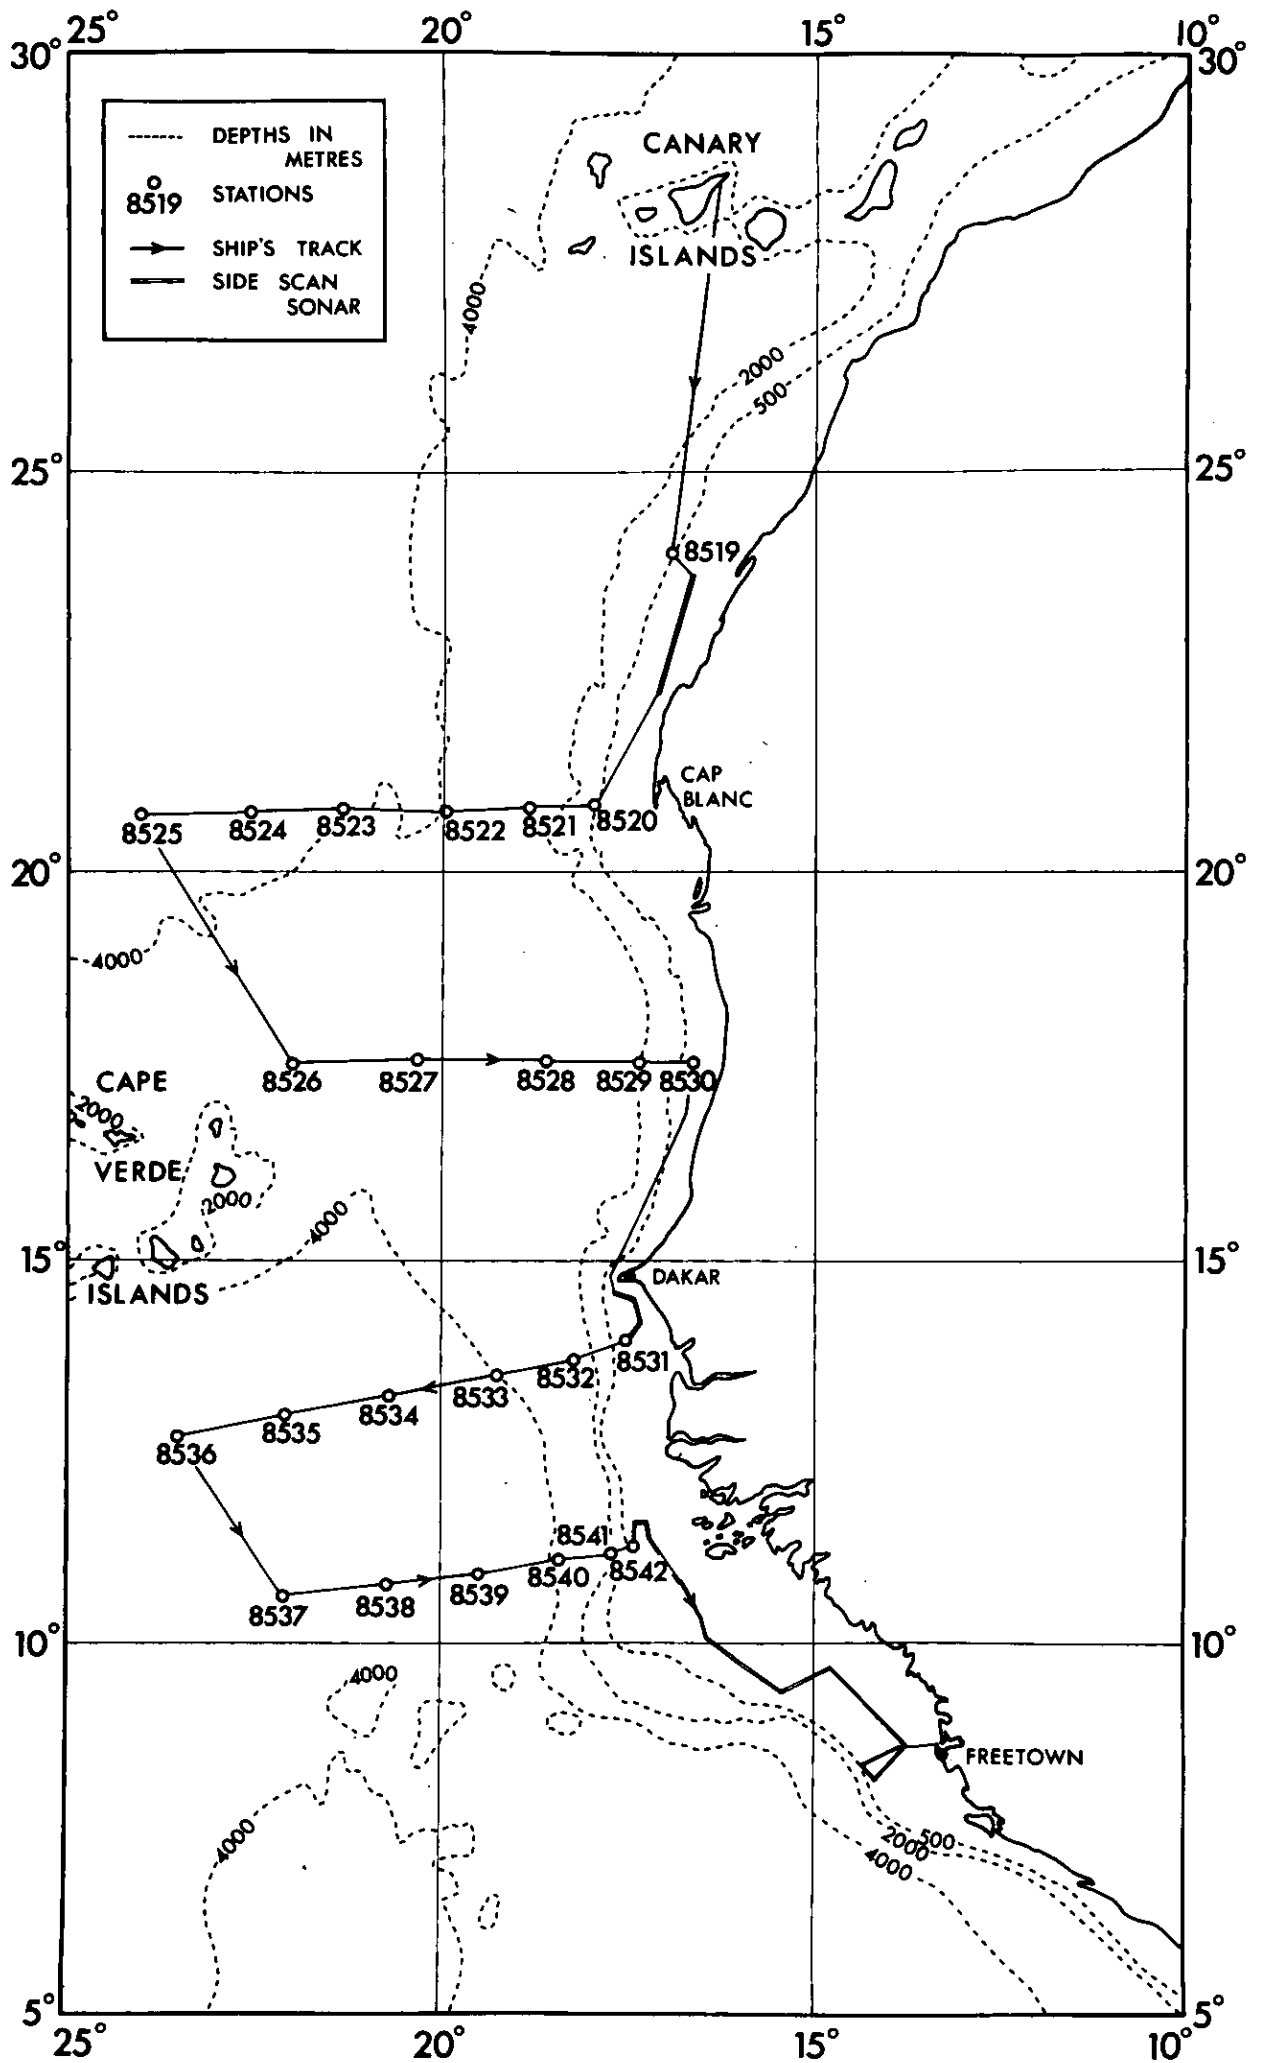 25° 20° 15° 10°
30° 30°
DEPTHS IN
METRES
8519 STATIONS
SHIP'S TRACK
SIDE SCAN
SONAR
CANARY
ISLANDS
4000
2000
500
25° 25°
8519
CAP
BLANC
8525 8524 8523 8522 8521 8520
20° 20°
4000
8526 8527 8528 8529 8530
CAPE
2000
VERDE
2000
4000
15° 15°
DAKAR
ISLANDS
8531
8532
8533
8534
8535
8536
8541
8542
8540
8539
8538
8537
10° 10°
4000
FREETOWN
4000
500
2000
4000
5° 5°
25° 20° 15° 10°